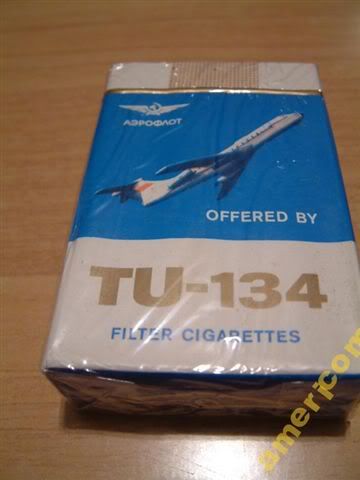 АЭРОФЛОТ
OFFERED BY
TU-134
FILTER CIGARETTES
americom